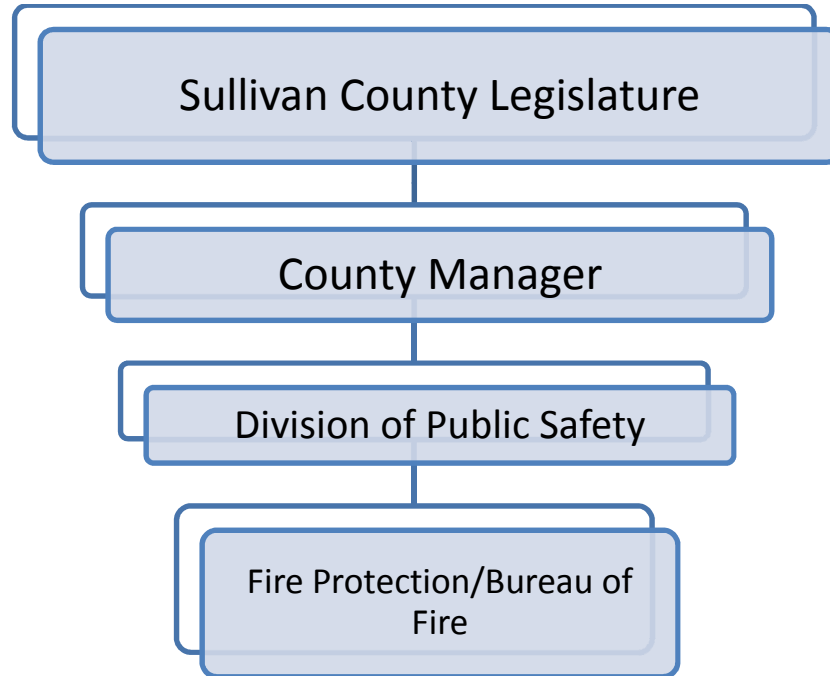 Sullivan County Legislature
County Manager
Division of Public Safety
Fire Protection/Bureau of
Fire